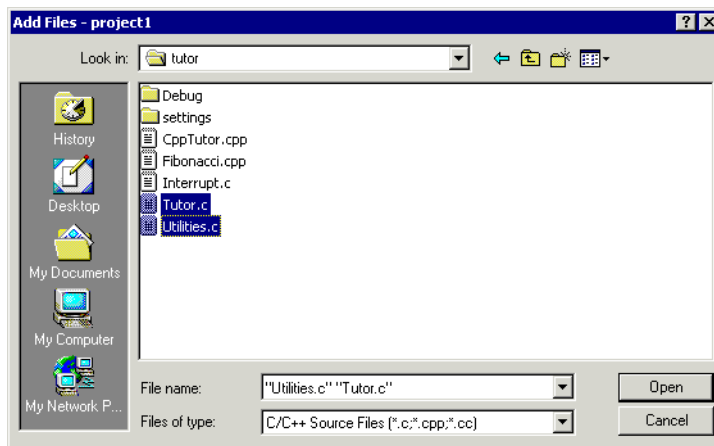 Add Files - project1
Look in: tutor
History
Desktop
My Documents
My Computer
My Network P...
Debug
settings
CppTutor.cpp
Fibonacci.cpp
Interrupt.c
Tutor.c
Utilities.c
File name: "Utilities.c" "Tutor.c" Open
Files of type: C/C++ Source Files (*.c;*.cpp;*.cc) Cancel